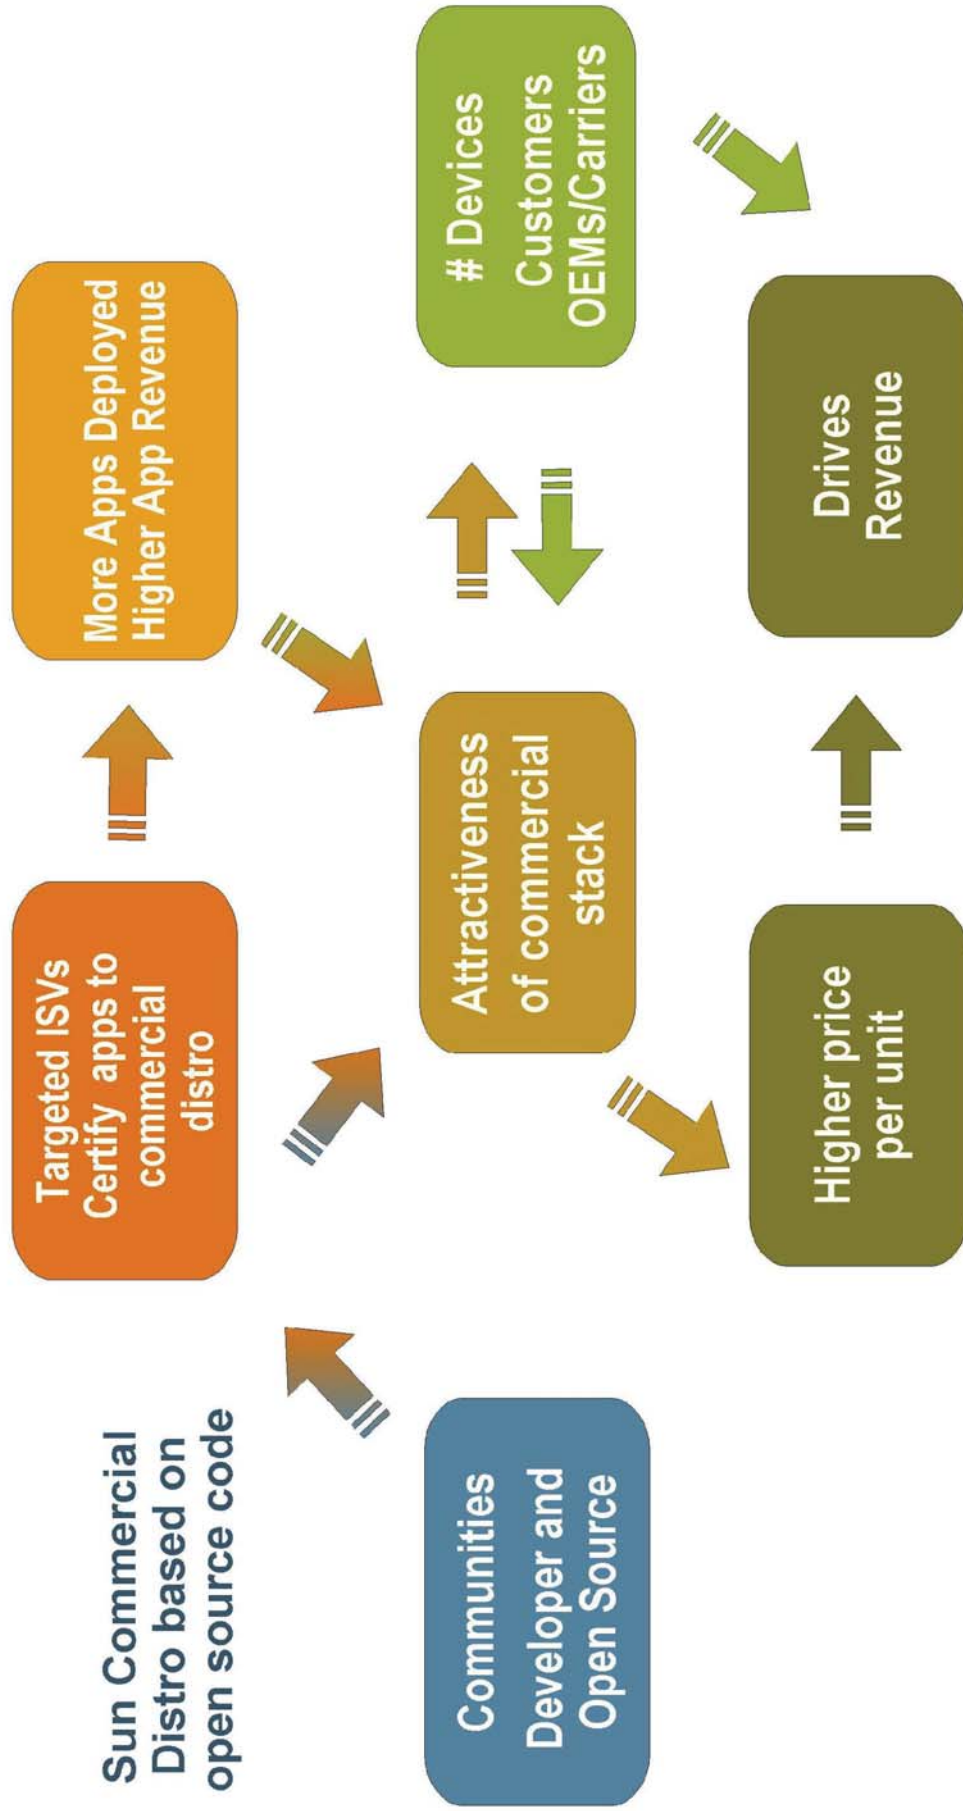 Sun Commercial
Distro based on
open source code
Targeted ISVs
Certify apps to
commercial
distro
More Apps Deployed
Higher App Revenue
Communities
Developer and
Open Source
Attractiveness
of commercial
stack
# Devices
Customers
OEMs/Carriers
Higher price
per unit
Drives
Revenue